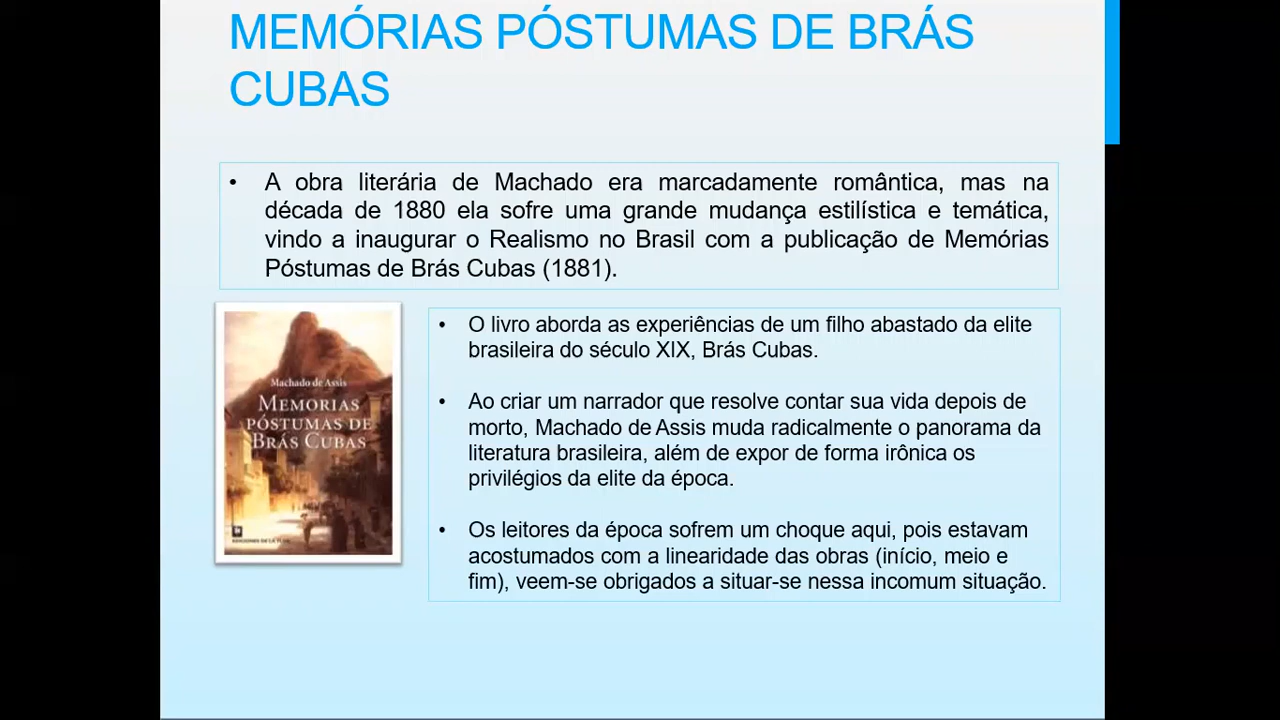 MEMÓRIAS PÓSTUMAS DE BRÁS
CUBAS
• A obra literária de Machado era marcadamente romântica, mas na
década de 1880 ela sofre uma grande mudança estilística e temática,
vindo a inaugurar o Realismo no Brasil com a publicação de Memórias
Póstumas de Brás Cubas (1881).
Machado de Assis
MEMORIAS
PÓSTUMAS DE
BRÁS CUBAS
• O livro aborda as experiências de um filho abastado da elite
brasileira do século XIX, Brás Cubas.
• Ao criar um narrador que resolve contar sua vida depois de
morto, Machado de Assis muda radicalmente o panorama da
literatura brasileira, além de expor de forma irônica os
privilégios da elite da época.
• Os leitores da época sofrem um choque aqui, pois estavam
acostumados com a linearidade das obras (início, meio e
fim), veem-se obrigados a situar-se nessa incomum situação.